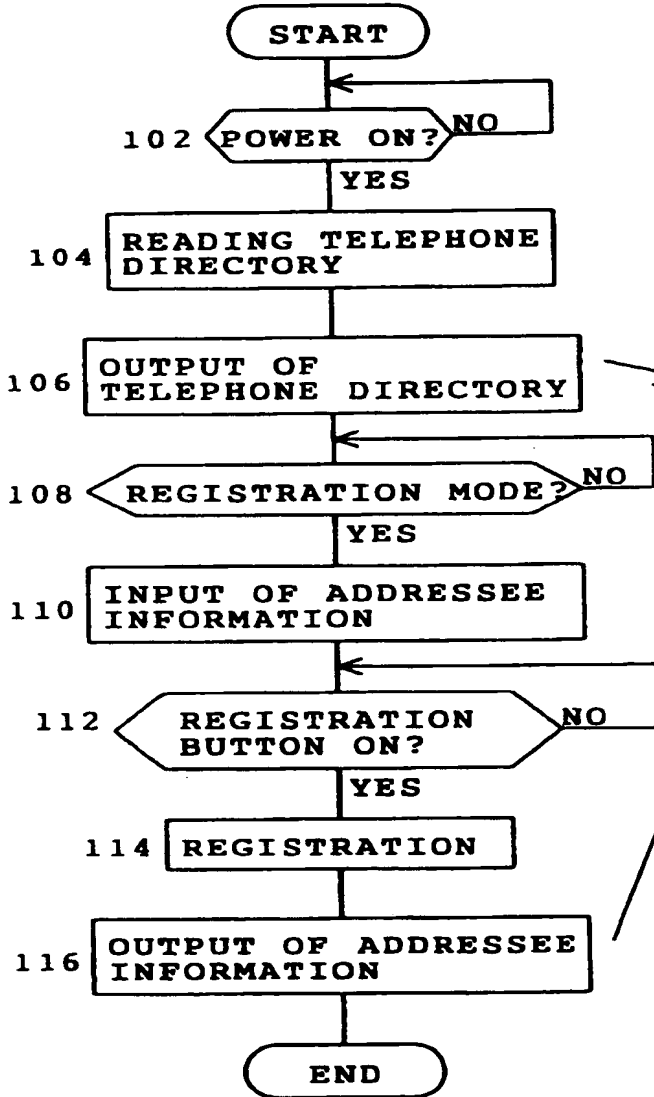 START
102 POWER ON? NO
YES
104 READING TELEPHONE
DIRECTORY
106 OUTPUT OF
TELEPHONE DIRECTORY
108 REGISTRATION MODE? NO
YES
110 INPUT OF ADDRESSEE
INFORMATION
112 REGISTRATION
BUTTON ON? NO
YES
114 REGISTRATION
116 OUTPUT OF ADDRESSEE
INFORMATION
END